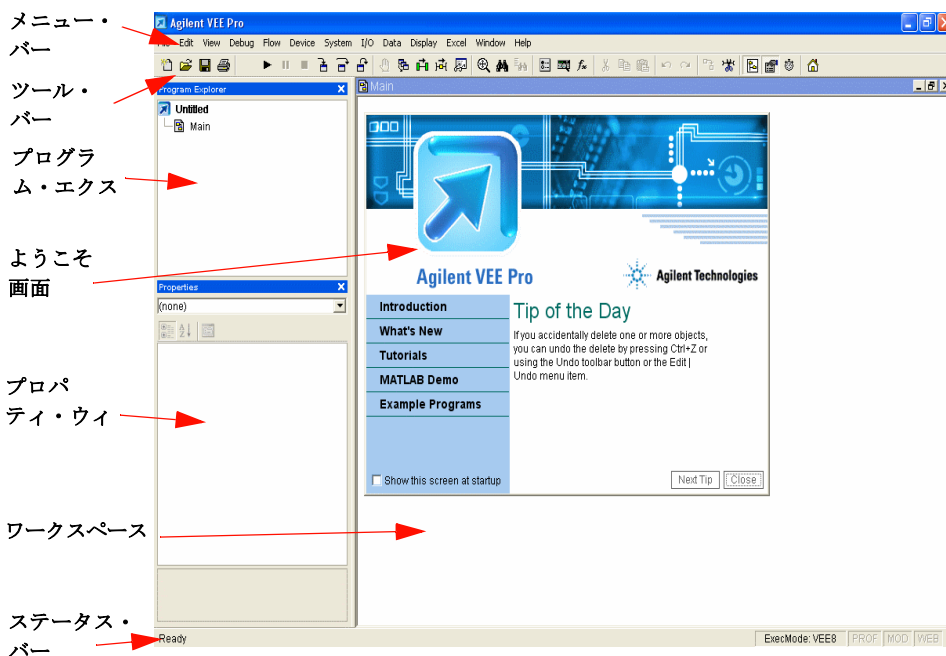 メニュー・
バー
ツール・
バー
プログラ
ム・エクス
ようこそ
画面
プロパ
ティ・ウィ
ワークスペース
ステータス・
バー
Agilent VEE Pro
File Edit View Debug Flow Device System I/O Data Display Excel Window Help
Program Explorer
Untitled
Main
Properties
(none)
Main
Agilent VEE Pro
Agilent Technologies
Introduction
What's New
Tutorials
MATLAB Demo
Example Programs
Show this screen at startup
Tip of the Day
If you accidentally delete one or more objects,
you can undo the delete by pressing Ctrl+Z or
using the Undo toolbar button or the Edit |
Undo menu item.
Next Tip Close
Ready
ExecMode: VEE8 PROF MOD WEB